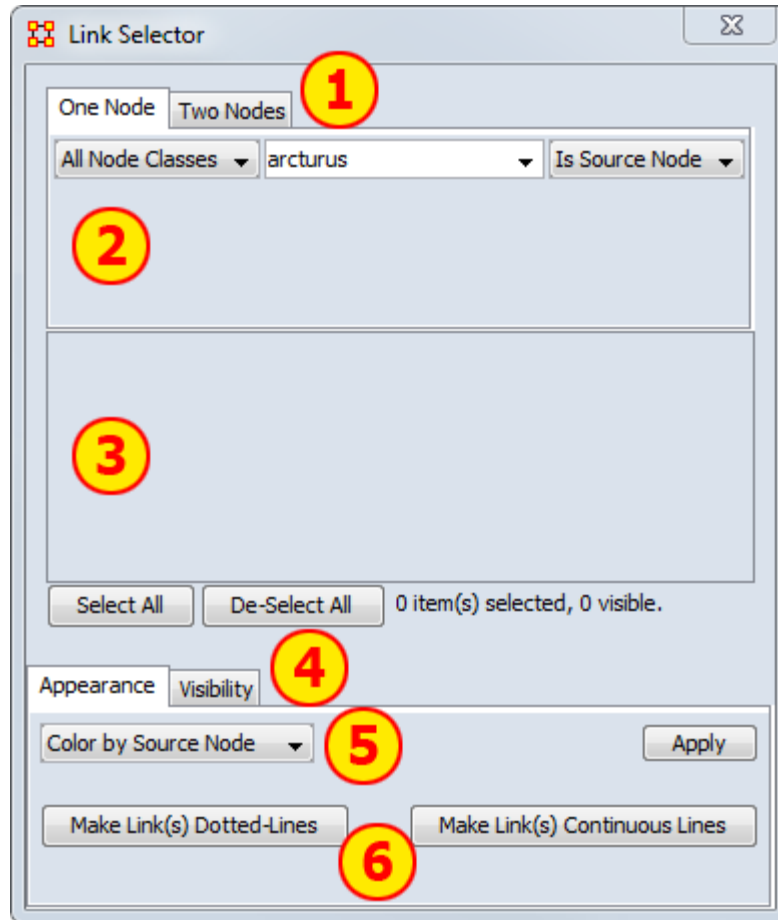 Link Selector
1
One Node Two Nodes
All Node Classes arcturus Is Source Node
2
3
Select All De-Select All 0 item(s) selected, 0 visible.
4
Appearance Visibility
Color by Source Node 5 Apply
Make Link(s) Dotted-Lines Make Link(s) Continuous Lines
6